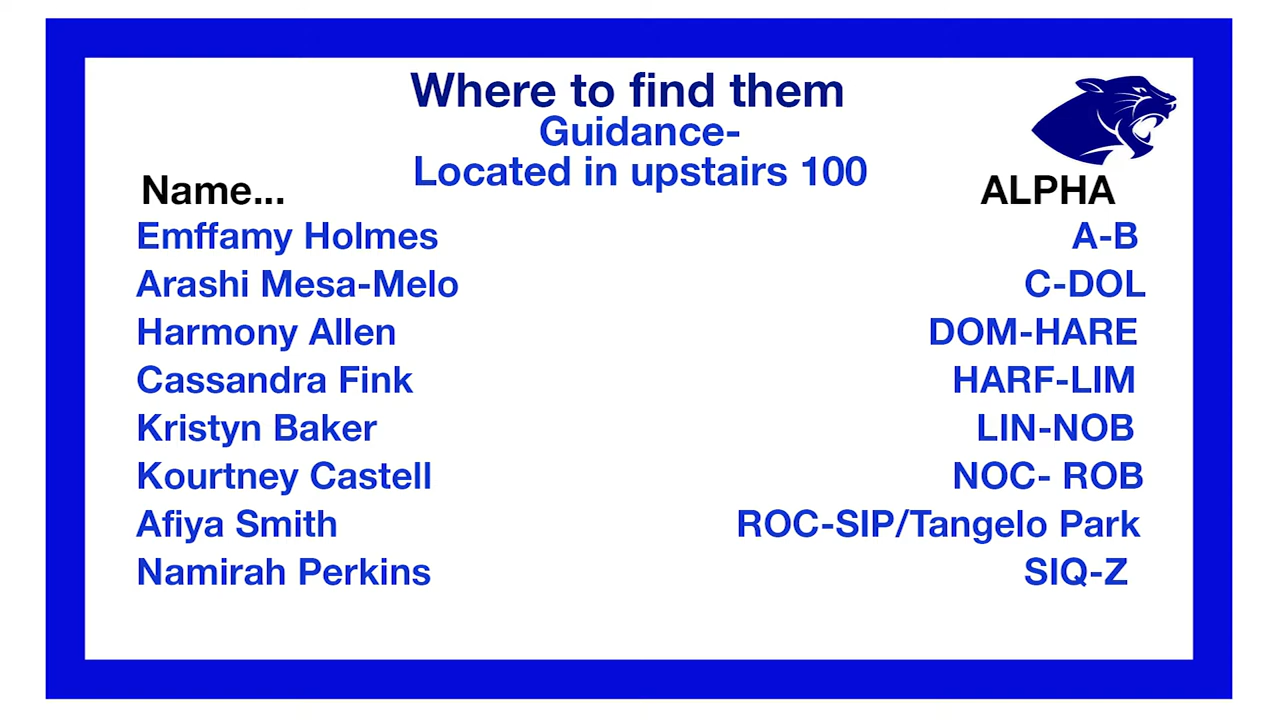 Where to find them
Guidance-
Located in upstairs 100
Name... ALPHA
Emffamy Holmes A-B
Arashi Mesa-Melo C-DOL
Harmony Allen DOM-HARE
Cassandra Fink HARF-LIM
Kristyn Baker LIN-NOB
Kourtney Castell NOC- ROB
Afiya Smith ROC-SIP/Tangelo Park
Namirah Perkins SIQ-Z